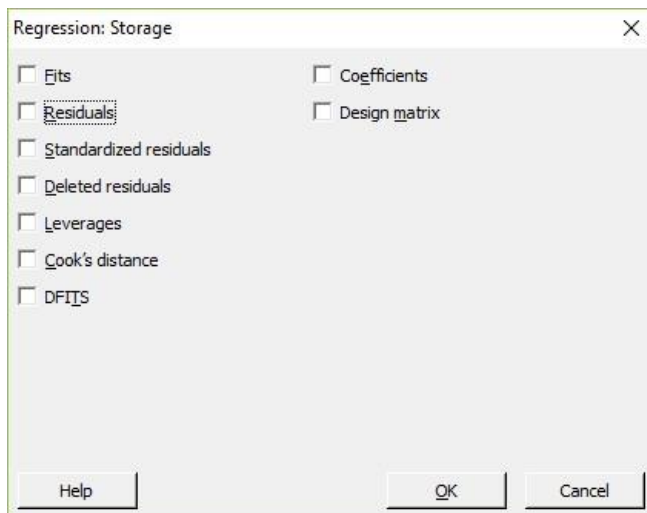 Regression: Storage
Fits
Residuals
Standardized residuals
Deleted residuals
Leverages
Cook's distance
DFITS
Coefficients
Design matrix
Help
OK
Cancel